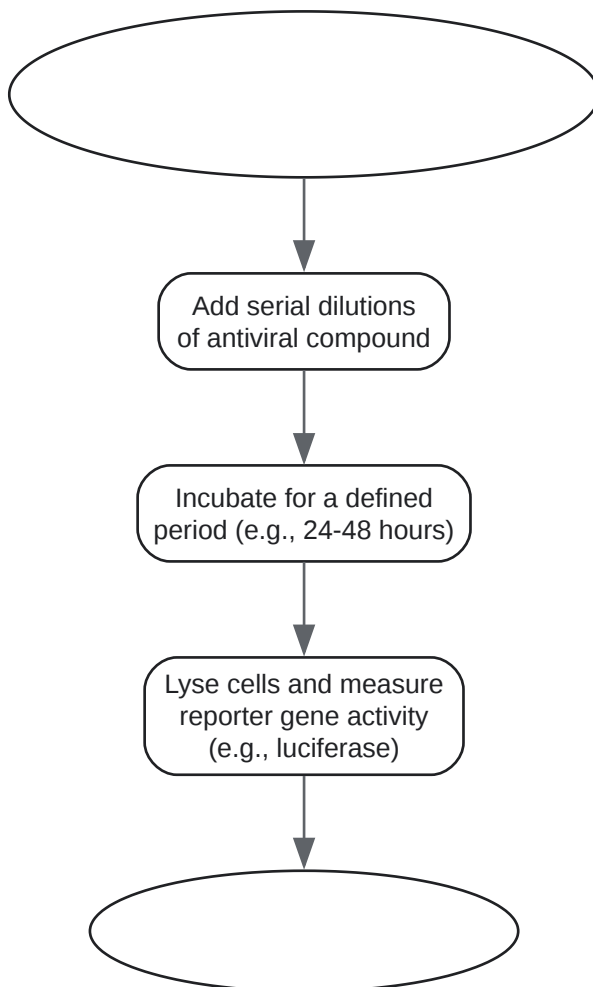 Add serial dilutions
of antiviral compound
Incubate for a defined
period (e.g., 24-48 hours)
Lyse cells and measure
reporter gene activity
(e.g., luciferase)